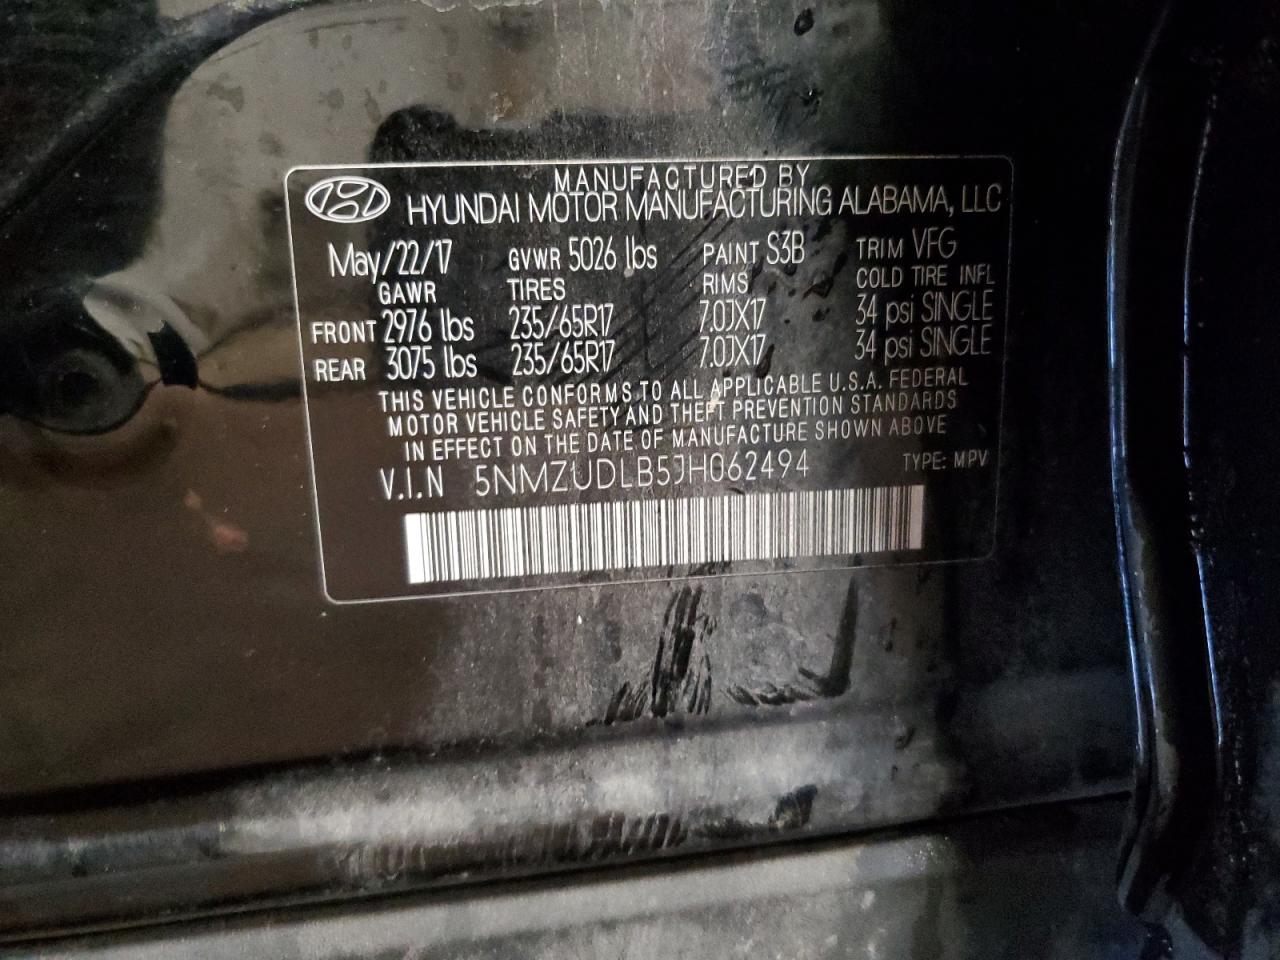 MANUFACTURED BY
HYUNDAI MOTOR MANUFACTURING ALABAMA, LLC
May/22/17 GVWR 5026 lbs PAINT S3B TRIM VFG
GAWR TIRES RIMS COLD TIRE INFL
FRONT 2976 lbs 235/65R17 7.0JX17 34 psi SINGLE
REAR 3075 lbs 235/65R17 7.0JX17 34 psi SINGLE
THIS VEHICLE CONFORMS TO ALL APPLICABLE U.S.A. FEDERAL
MOTOR VEHICLE SAFETY AND THEFT PREVENTION STANDARDS
IN EFFECT ON THE DATE OF MANUFACTURE SHOWN ABOVE
V.I.N 5NMZUDLB5JH062494 TYPE: MPV